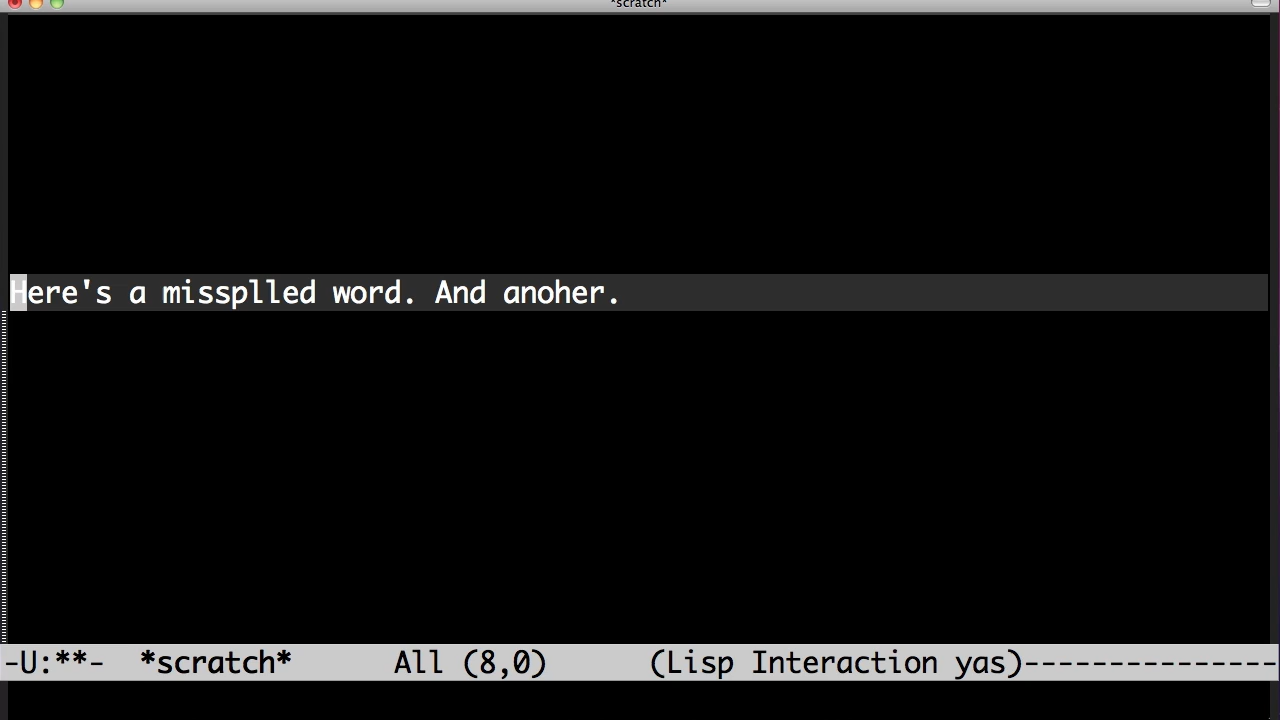 *scratch*
Here's a missplled word. And anoher.
-U:**-  *scratch*      All (8,0)      (Lisp Interaction yas)---------------